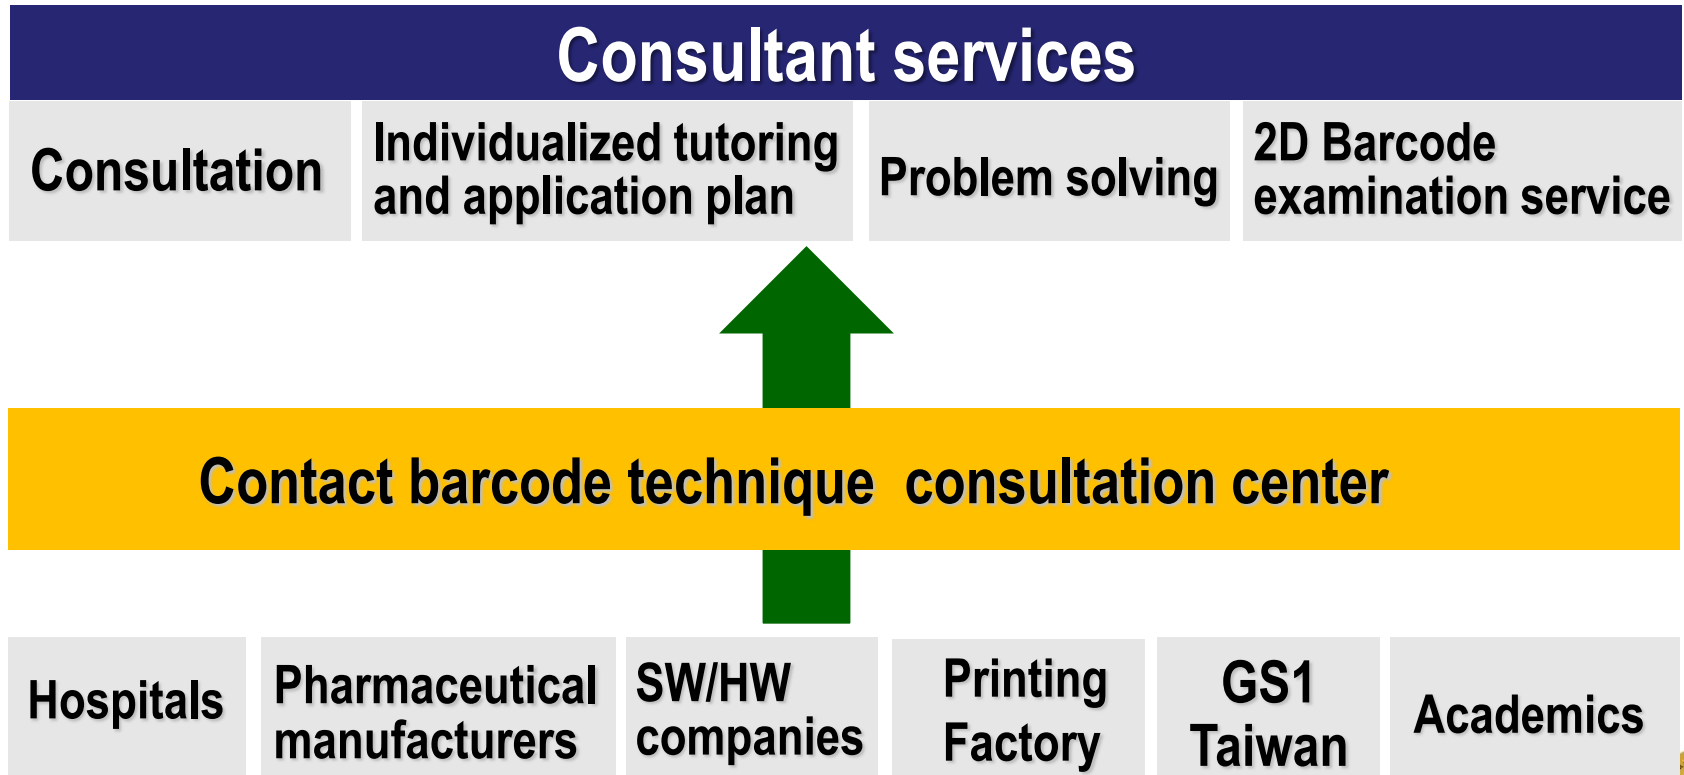 Consultant services
Consultation
Individualized tutoring
and application plan
Problem solving
2D Barcode
examination service
Contact barcode technique  consultation center
Hospitals
Pharmaceutical
manufacturers
SW/HW
companies
Printing
Factory
GS1
Taiwan
Academics